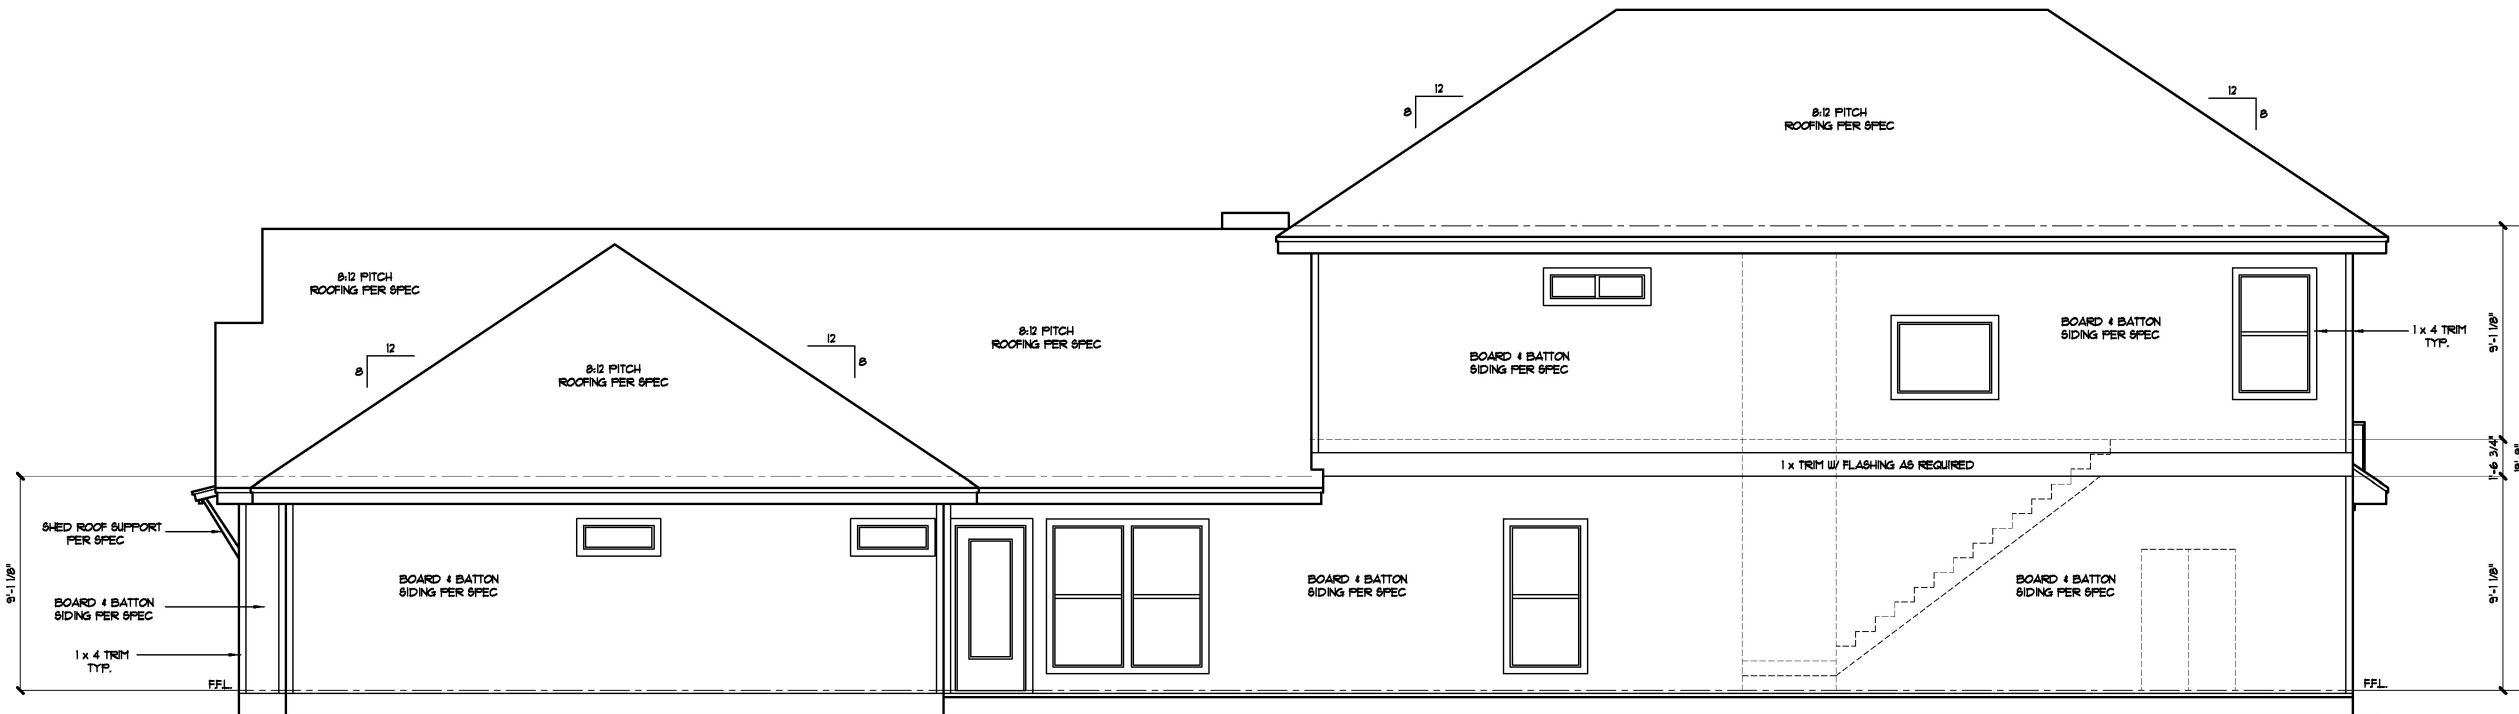 12
8
8:12 PITCH
ROOFING PER SPEC
12
8
8:12 PITCH
ROOFING PER SPEC
12
8
8:12 PITCH
ROOFING PER SPEC
12
8
8:12 PITCH
ROOFING PER SPEC
BOARD & BATTON
SIDING PER SPEC
BOARD & BATTON
SIDING PER SPEC
1 x 4 TRIM
TYP.
9'-1 1/8"
1'-6 3/4"
9'-1 1/8"
1 x TRIM W/ FLASHING AS REQUIRED
SHED ROOF SUPPORT
PER SPEC
9'-1 1/8"
BOARD & BATTON
SIDING PER SPEC
BOARD & BATTON
SIDING PER SPEC
BOARD & BATTON
SIDING PER SPEC
BOARD & BATTON
SIDING PER SPEC
1 x 4 TRIM
TYP.
F.F.L.
F.F.L.